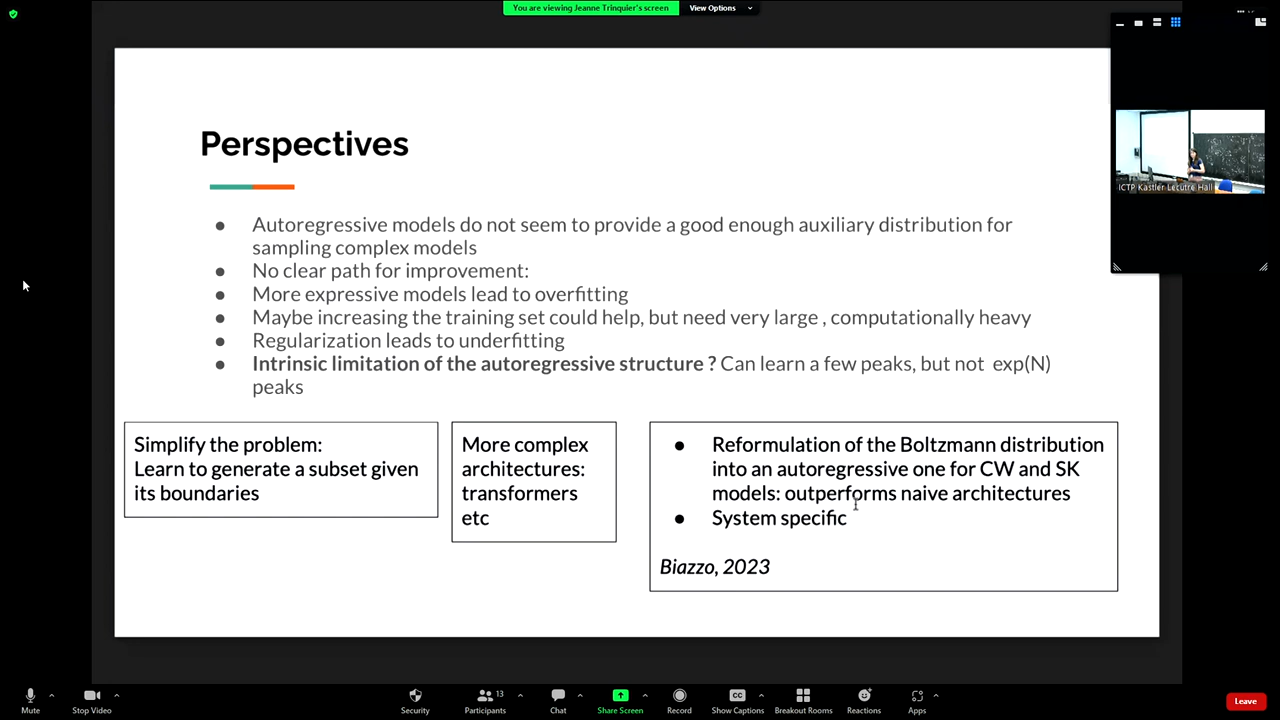 You are viewing Jeanne Trinquier's screen
View Options
Perspectives
● Autoregressive models do not seem to provide a good enough auxiliary distribution for
sampling complex models
● No clear path for improvement:
● More expressive models lead to overfitting
● Maybe increasing the training set could help, but need very large , computationally heavy
● Regularization leads to underfitting
● Intrinsic limitation of the autoregressive structure ? Can learn a few peaks, but not exp(N)
peaks
Simplify the problem:
Learn to generate a subset given
its boundaries
More complex
architectures:
transformers
etc
● Reformulation of the Boltzmann distribution
into an autoregressive one for CW and SK
models: outperforms naive architectures
● System specific
Biazzo, 2023
ICTP Kastler Lecutre Hall
Mute
Stop Video
Security
Participants
13
Chat
Share Screen
Record
Show Captions
Breakout Rooms
Reactions
Apps
Leave